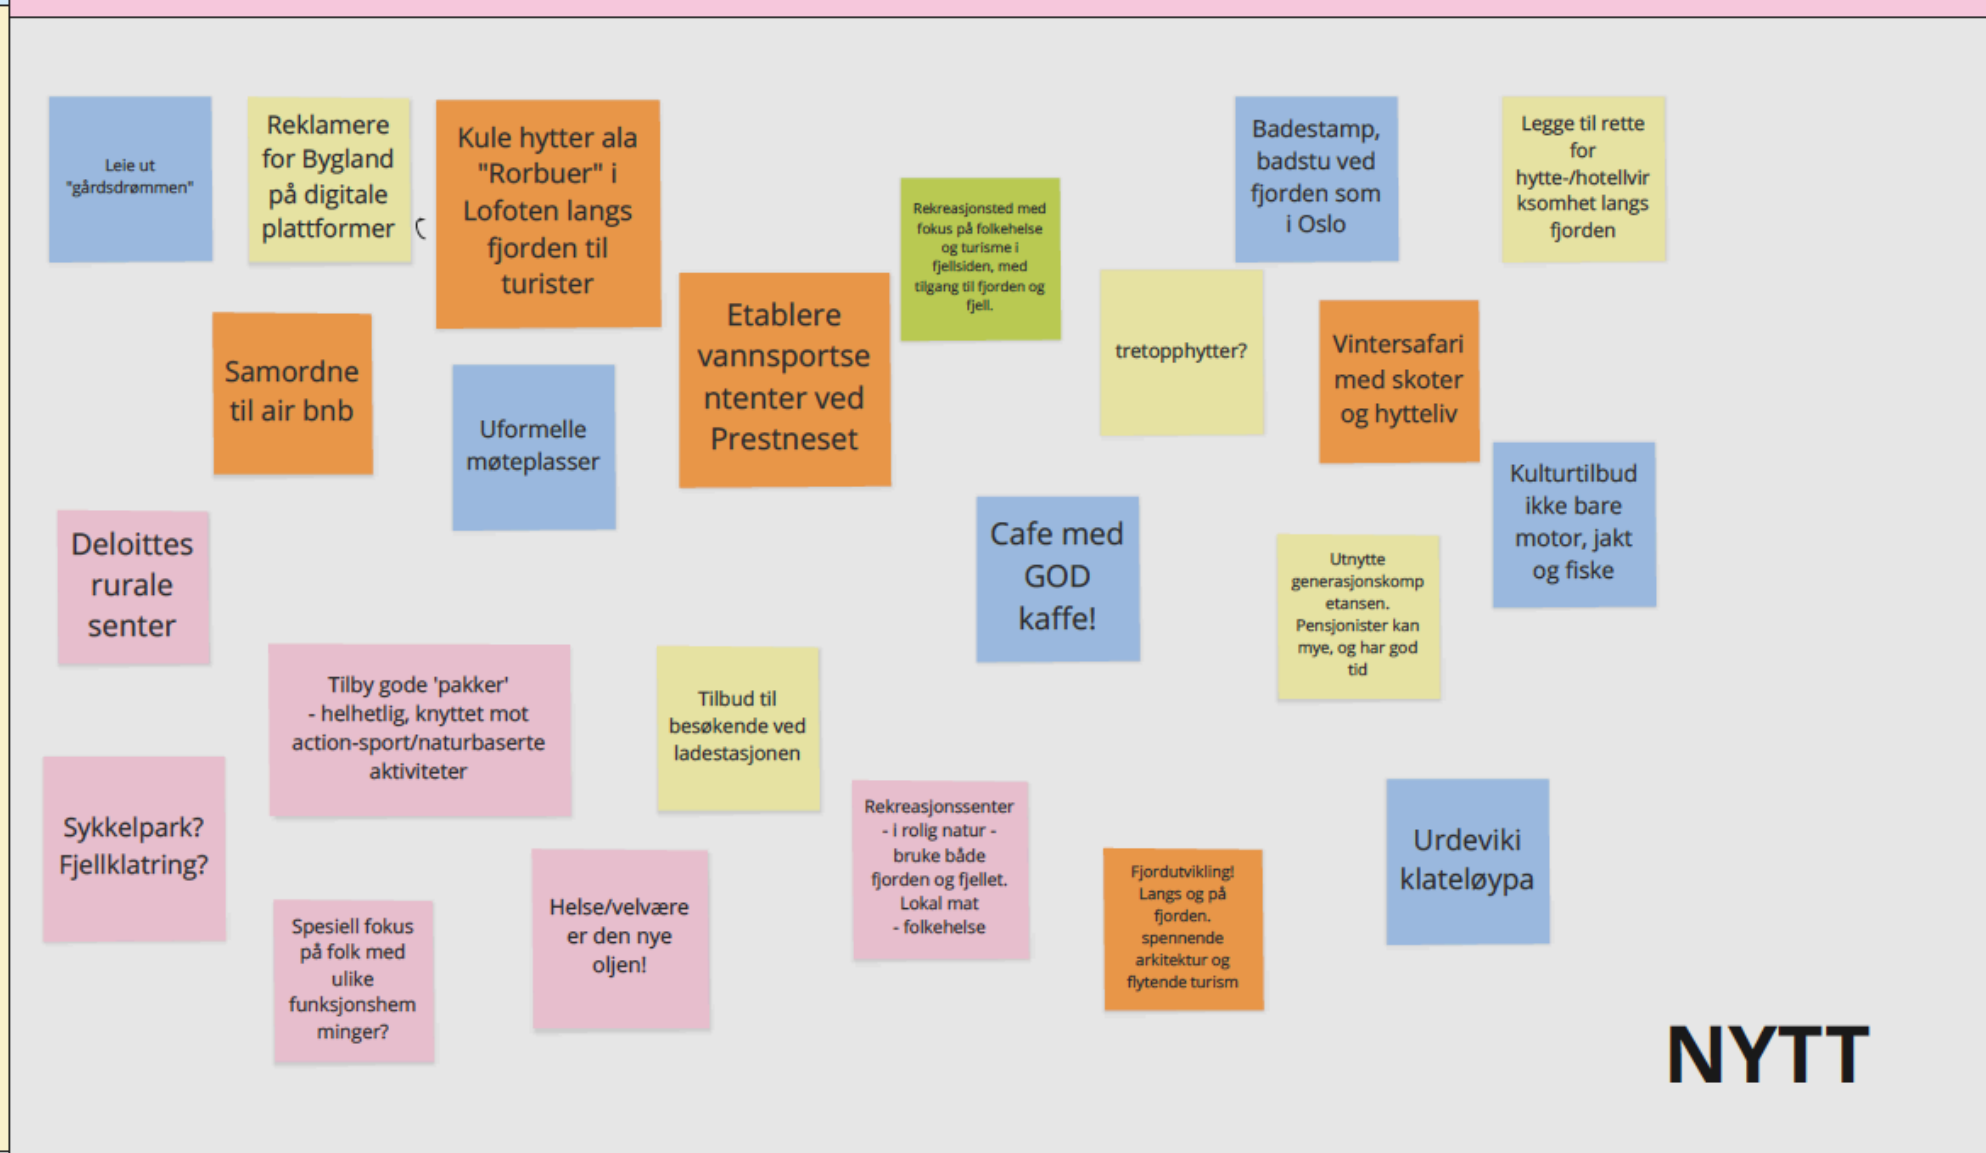 Leie ut
"gårdsdrømmen"
Reklamere
for Bygland
på digitale
plattformer
Kule hytter ala
"Rorbuer" i
Lofoten langs
fjorden til
turister
Badestamp,
badstu ved
fjorden som
i Oslo
Legge til rette
for
hytte-/hotellvir
ksomhet langs
fjorden
Rekreasjonsted med
fokus på folkehelse
og turisme i
fjellsiden, med
tilgang til fjorden og
fjell.
Etablere
vannsportse
ntenter ved
Prestneset
tretopphytter?
Vintersafari
med skoter
og hytteliv
Samordne
til air bnb
Uformelle
møteplasser
Kulturtilbud
ikke bare
motor, jakt
og fiske
Deloittes
rurale
senter
Cafe med
GOD
kaffe!
Utnytte
generasjonskomp
etansen.
Pensjonister kan
mye, og har god
tid
Tilby gode 'pakker'
- helhetlig, knyttet mot
action-sport/naturbaserte
aktiviteter
Tilbud til
besøkende ved
ladestasjonen
Sykkelpark?
Fjellklatring?
Rekreasjonssenter
- i rolig natur -
bruke både
fjorden og fjellet.
Lokal mat
- folkehelse
Urdeviki
klateløypa
Spesiell fokus
på folk med
ulike
funksjonshem
minger?
Helse/velvære
er den nye
oljen!
Fjordutvikling!
Langs og på
fjorden.
spennende
arkitektur og
flytende turism
NYTT